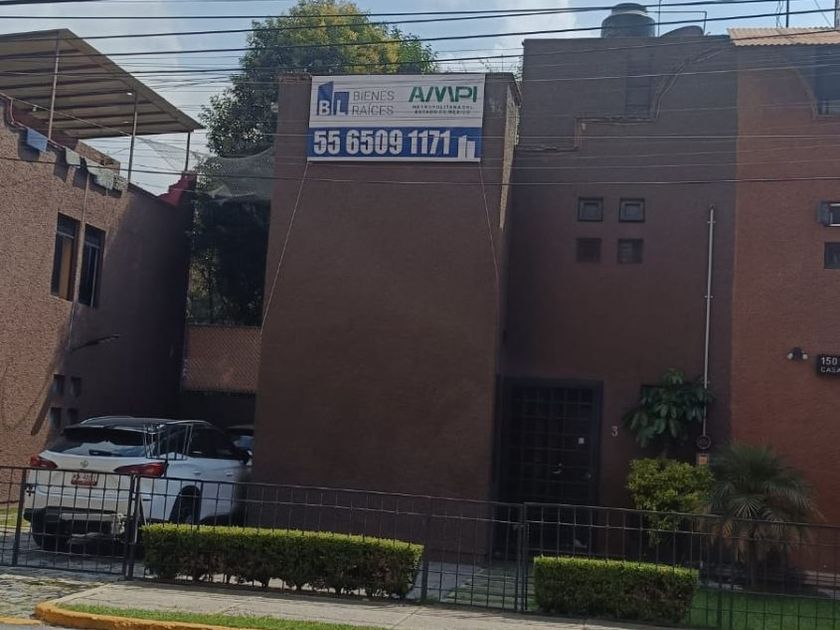 BL BIENES
RAÍCES
AMPI
METROPOLITANA DEL
ESTADO DE MÉXICO
55 6509 1171
3
150
CASA